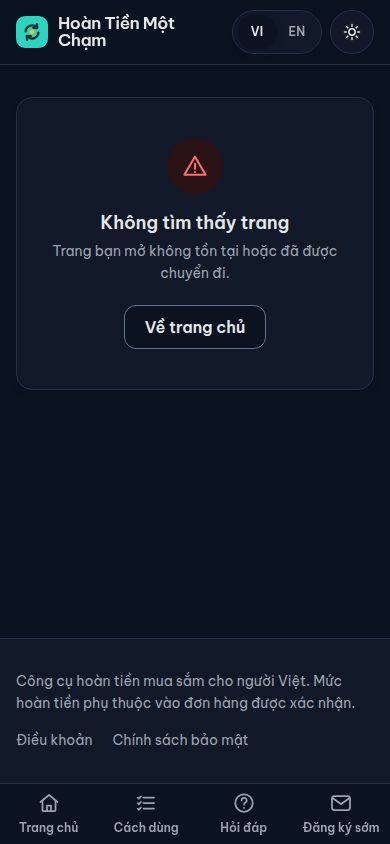 Hoàn Tiền Một
Chạm
VI
EN
Không tìm thấy trang
Trang bạn mở không tồn tại hoặc đã được
chuyển đi.
Về trang chủ
Công cụ hoàn tiền mua sắm cho người Việt. Mức
hoàn tiền phụ thuộc vào đơn hàng được xác nhận.
Điều khoản
Chính sách bảo mật
Trang chủ
Cách dùng
Hỏi đáp
Đăng ký sớm